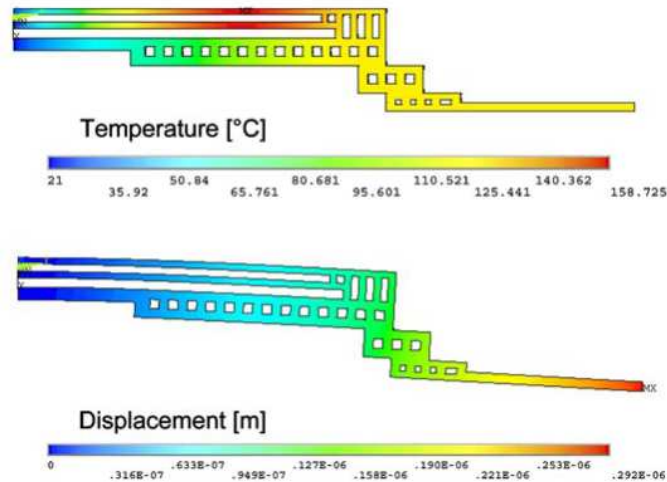 MX
Temperature [°C]
21 50.84 80.681 110.521 140.362
35.92 65.761 95.601 125.441 158.725
MX
Displacement [m]
0 .633E-07 .127E-06 .190E-06 .253E-06
.316E-07 .949E-07 .158E-06 .221E-06 .292E-06